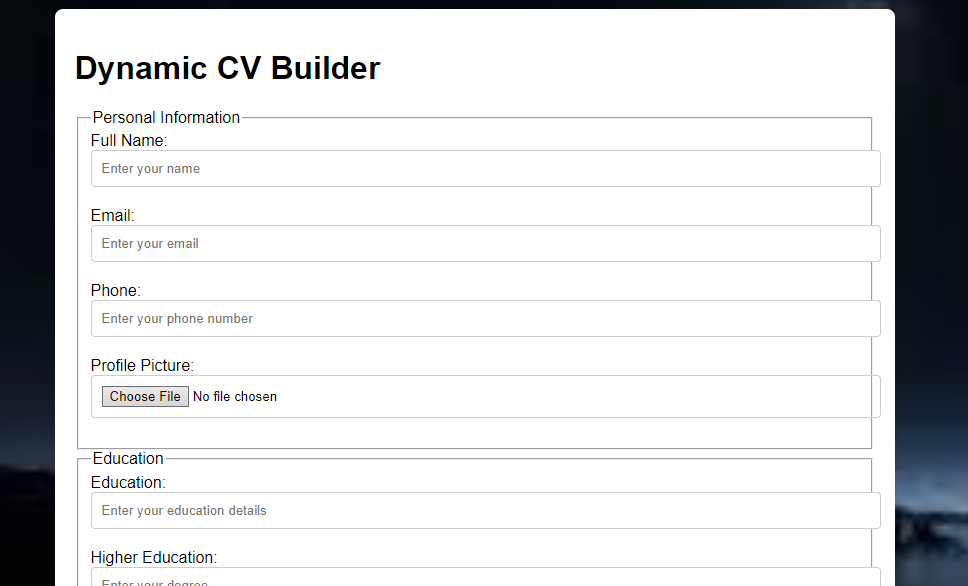 Dynamic CV Builder
Personal Information
Full Name:
Enter your name
Email:
Enter your email
Phone:
Enter your phone number
Profile Picture:
Choose File No file chosen
Education
Education:
Enter your education details
Higher Education:
Enter your degree